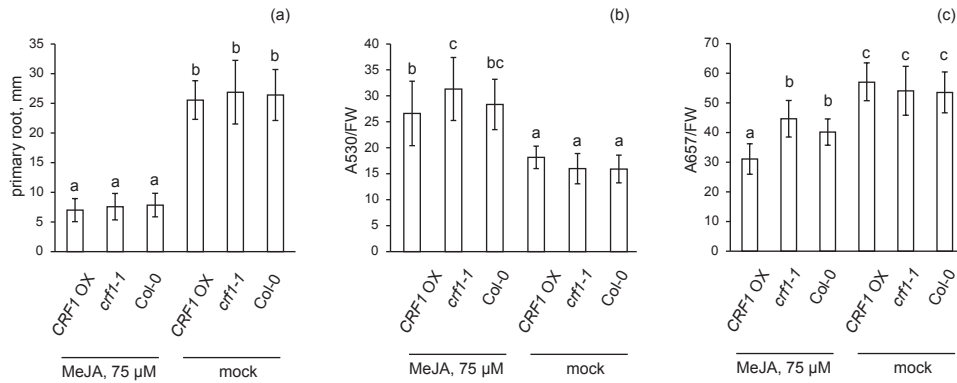 (a)
primary root, mm
35
30
25
20
15
10
5
0
a
a
a
b
b
b
CRF1 OX
crf1-1
Col-0
CRF1 OX
crf1-1
Col-0
MeJA, 75 µM
mock
(b)
A530/FW
40
35
30
25
20
15
10
5
0
b
c
bc
a
a
a
CRF1 OX
crf1-1
Col-0
CRF1 OX
crf1-1
Col-0
MeJA, 75 µM
mock
(c)
A657/FW
70
60
50
40
30
20
10
0
a
b
b
c
c
c
CRF1 OX
crf1-1
Col-0
CRF1 OX
crf1-1
Col-0
MeJA, 75 µM
mock